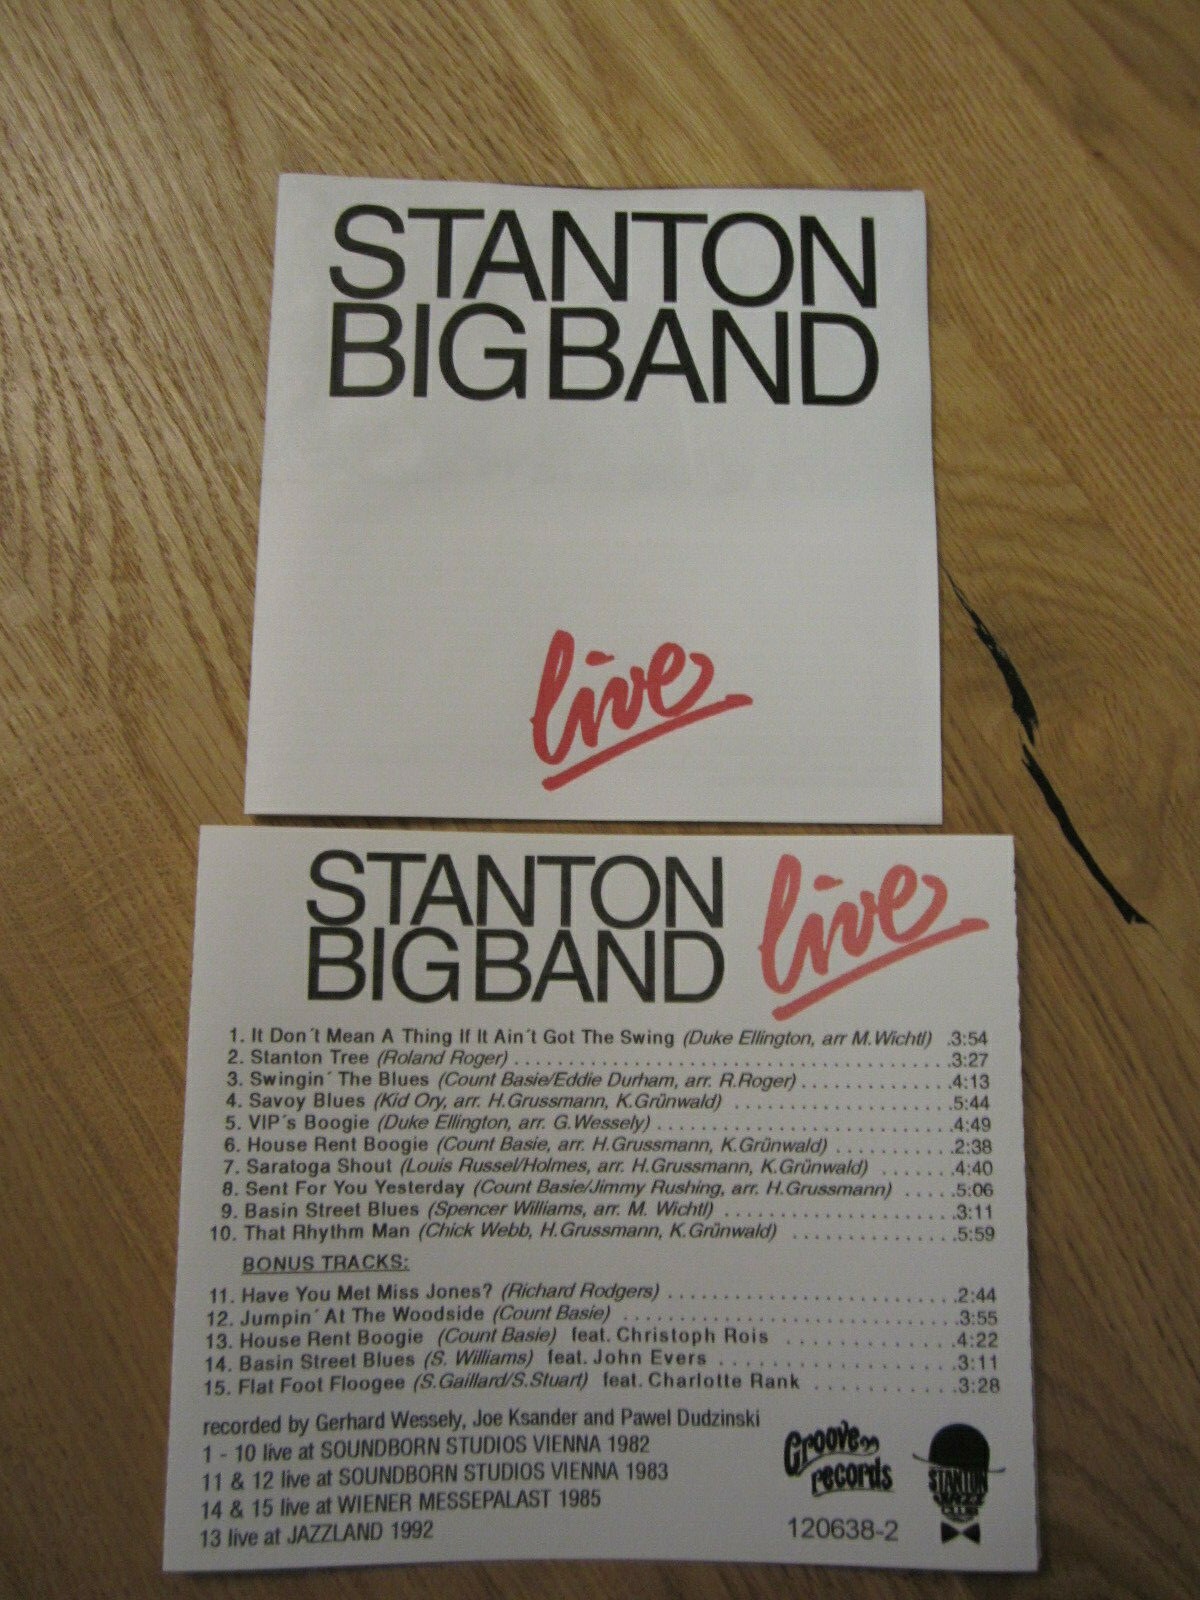 STANTON
BIG BAND
live
STANTON
BIG BAND
live
1. It Don´t Mean A Thing If It Ain´t Got The Swing (Duke Ellington, arr M.Wichtl) .3:54
2. Stanton Tree (Roland Roger) ........................................3:27
3. Swingin´ The Blues (Count Basie/Eddie Durham, arr. R.Roger) ..............4:13
4. Savoy Blues (Kid Ory, arr. H.Grussmann, K.Grünwald) ....................5:44
5. VIP´s Boogie (Duke Ellington, arr. G.Wessely) ...........................4:49
6. House Rent Boogie (Count Basie, arr. H.Grussmann, K.Grünwald) ...........2:38
7. Saratoga Shout (Louis Russel/Holmes, arr. H.Grussmann, K.Grünwald) .......4:40
8. Sent For You Yesterday (Count Basie/Jimmy Rushing, arr. H.Grussmann) .....5:06
9. Basin Street Blues (Spencer Williams, arr. M. Wichtl) .....................3:11
10. That Rhythm Man (Chick Webb, H.Grussmann, K.Grünwald) ...............5:59
BONUS TRACKS:
11. Have You Met Miss Jones? (Richard Rodgers) ..........................2:44
12. Jumpin´ At The Woodside (Count Basie) ..............................3:55
13. House Rent Boogie (Count Basie) feat. Christoph Rois ...............4:22
14. Basin Street Blues (S. Williams) feat. John Evers ......................3:11
15. Flat Foot Floogee (S.Gaillard/S.Stuart) feat. Charlotte Rank .............3:28
recorded by Gerhard Wessely, Joe Ksander and Pawel Dudzinski
1 - 10 live at SOUNDBORN STUDIOS VIENNA 1982
11 & 12 live at SOUNDBORN STUDIOS VIENNA 1983
14 & 15 live at WIENER MESSEPALAST 1985
13 live at JAZZLAND 1992
Groove
records
120638-2
STANTON
JAZZ